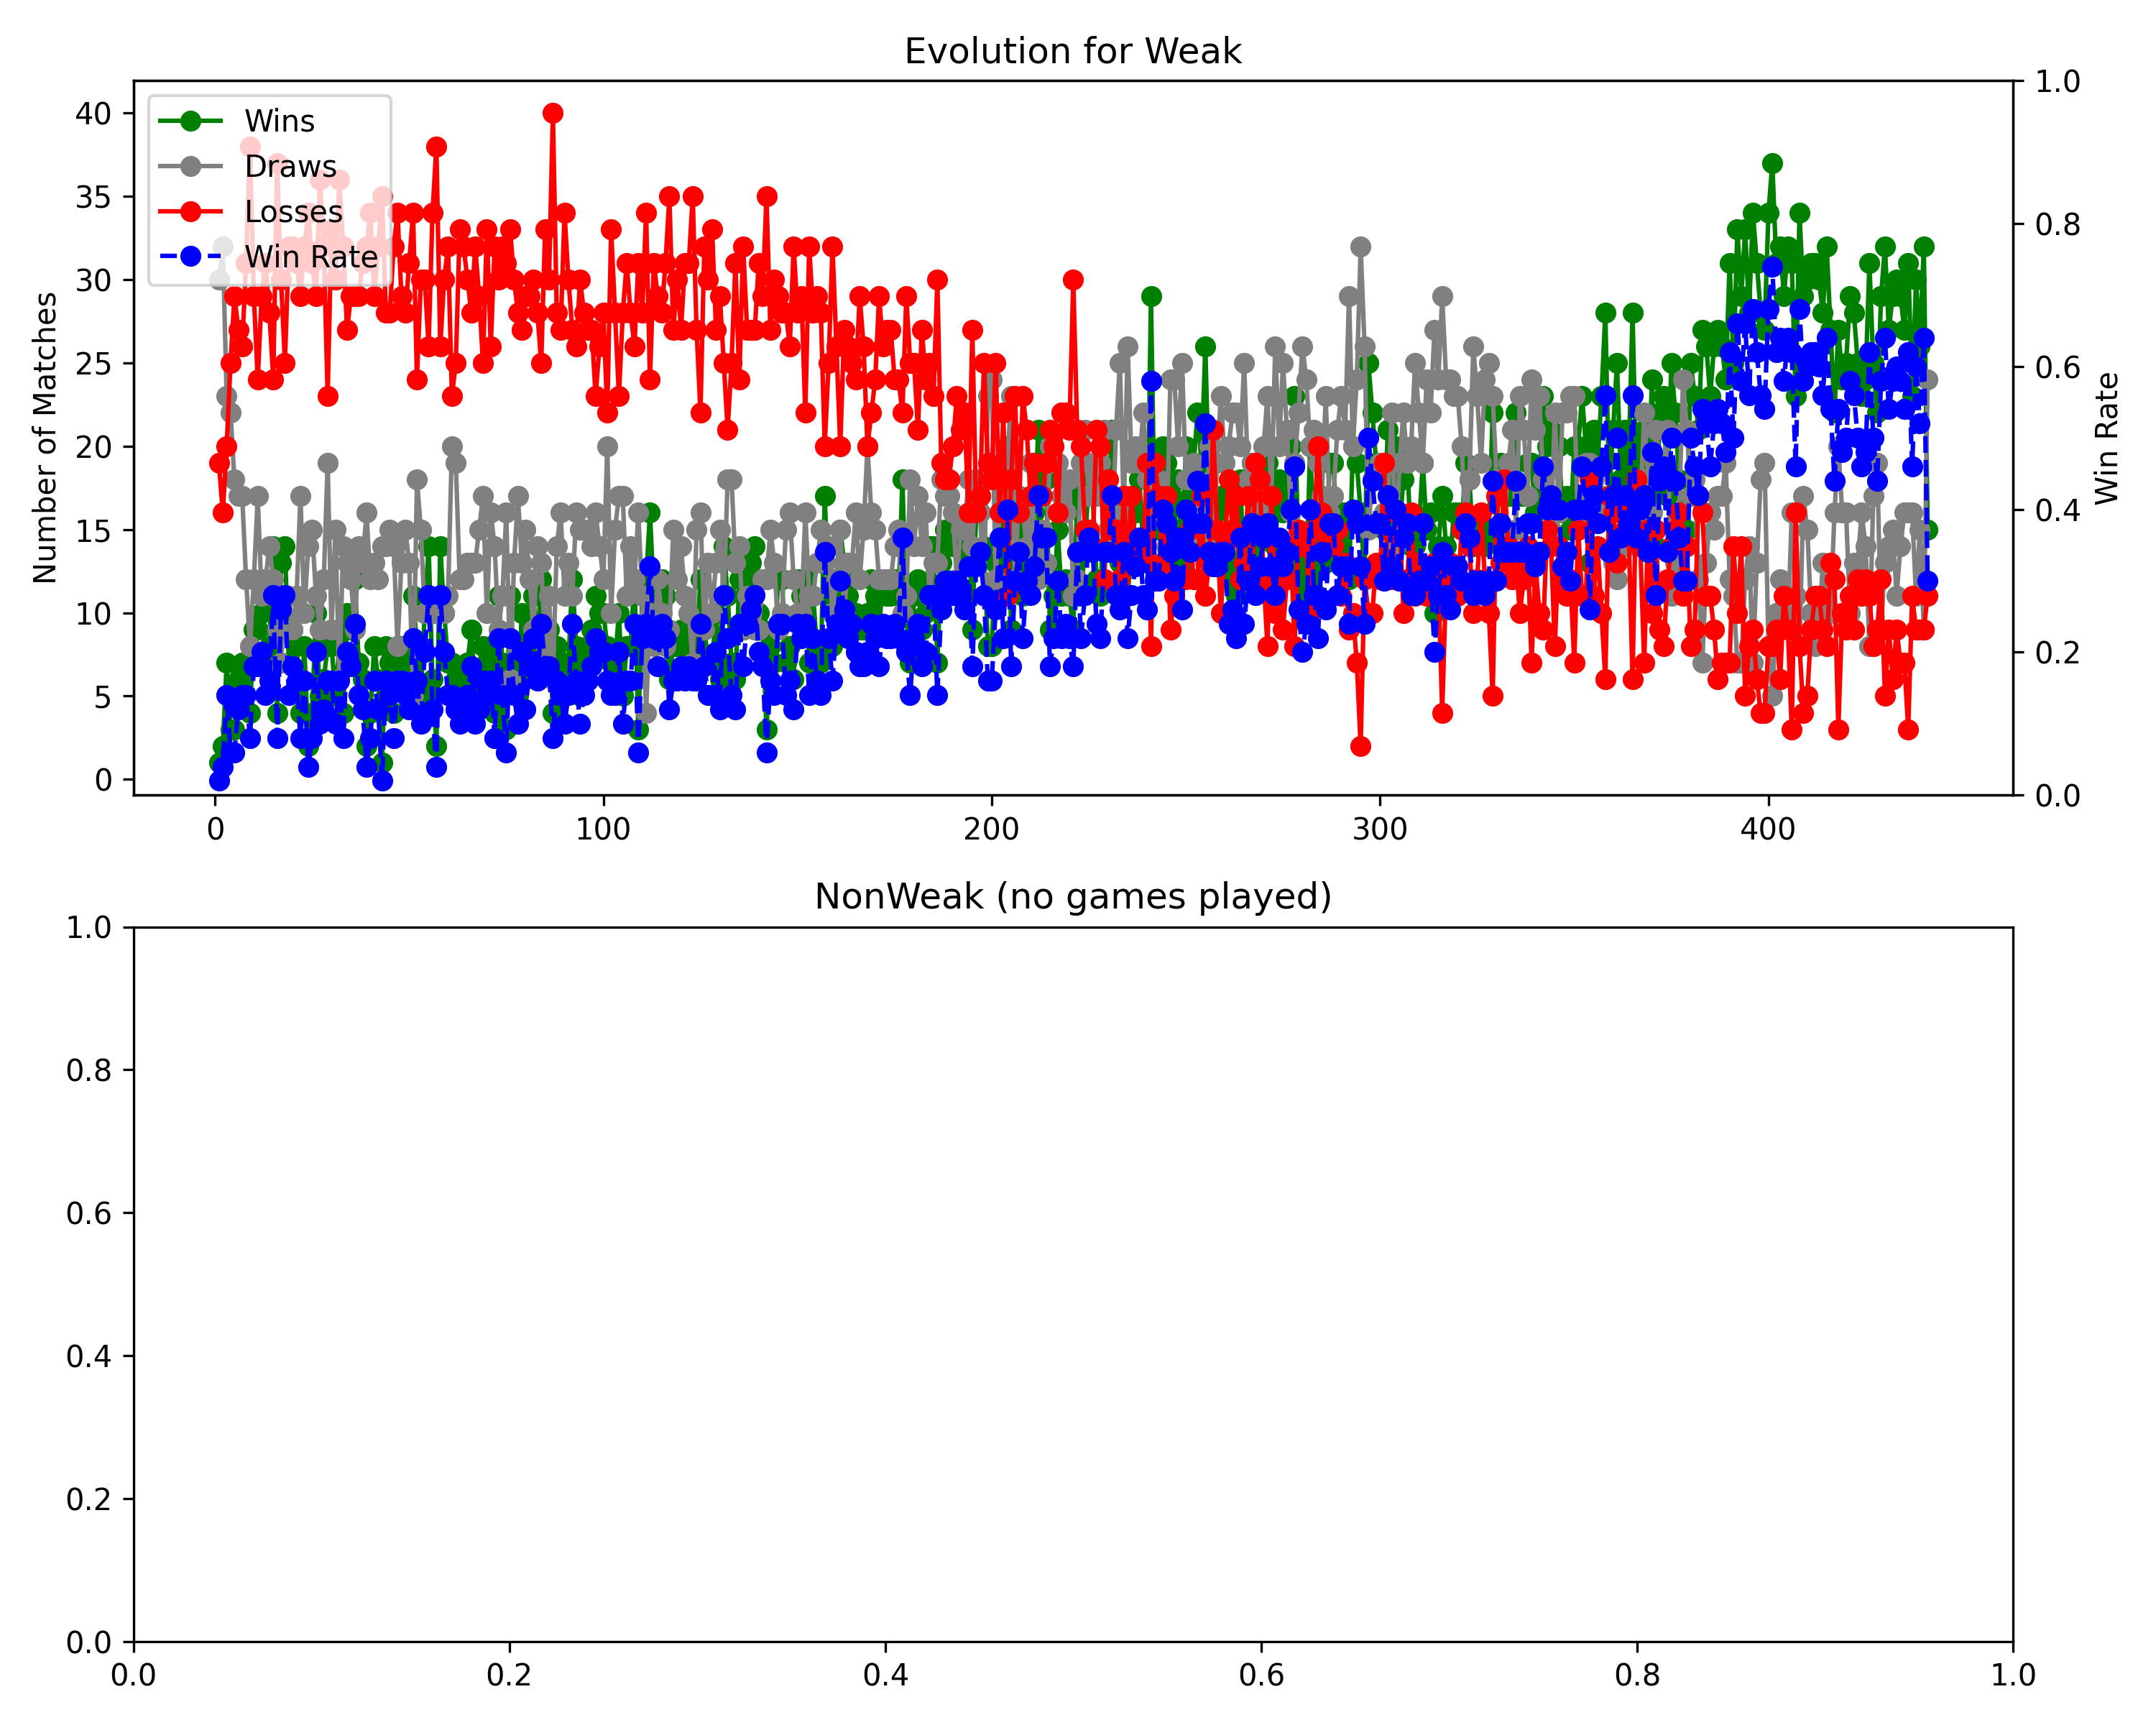 Evolution for Weak
Wins
Draws
Losses
Win Rate
Number of Matches
Win Rate
40
35
30
25
20
15
10
5
0
1.0
0.8
0.6
0.4
0.2
0.0
0 100 200 300 400
NonWeak (no games played)
1.0
0.8
0.6
0.4
0.2
0.0
0.0 0.2 0.4 0.6 0.8 1.0